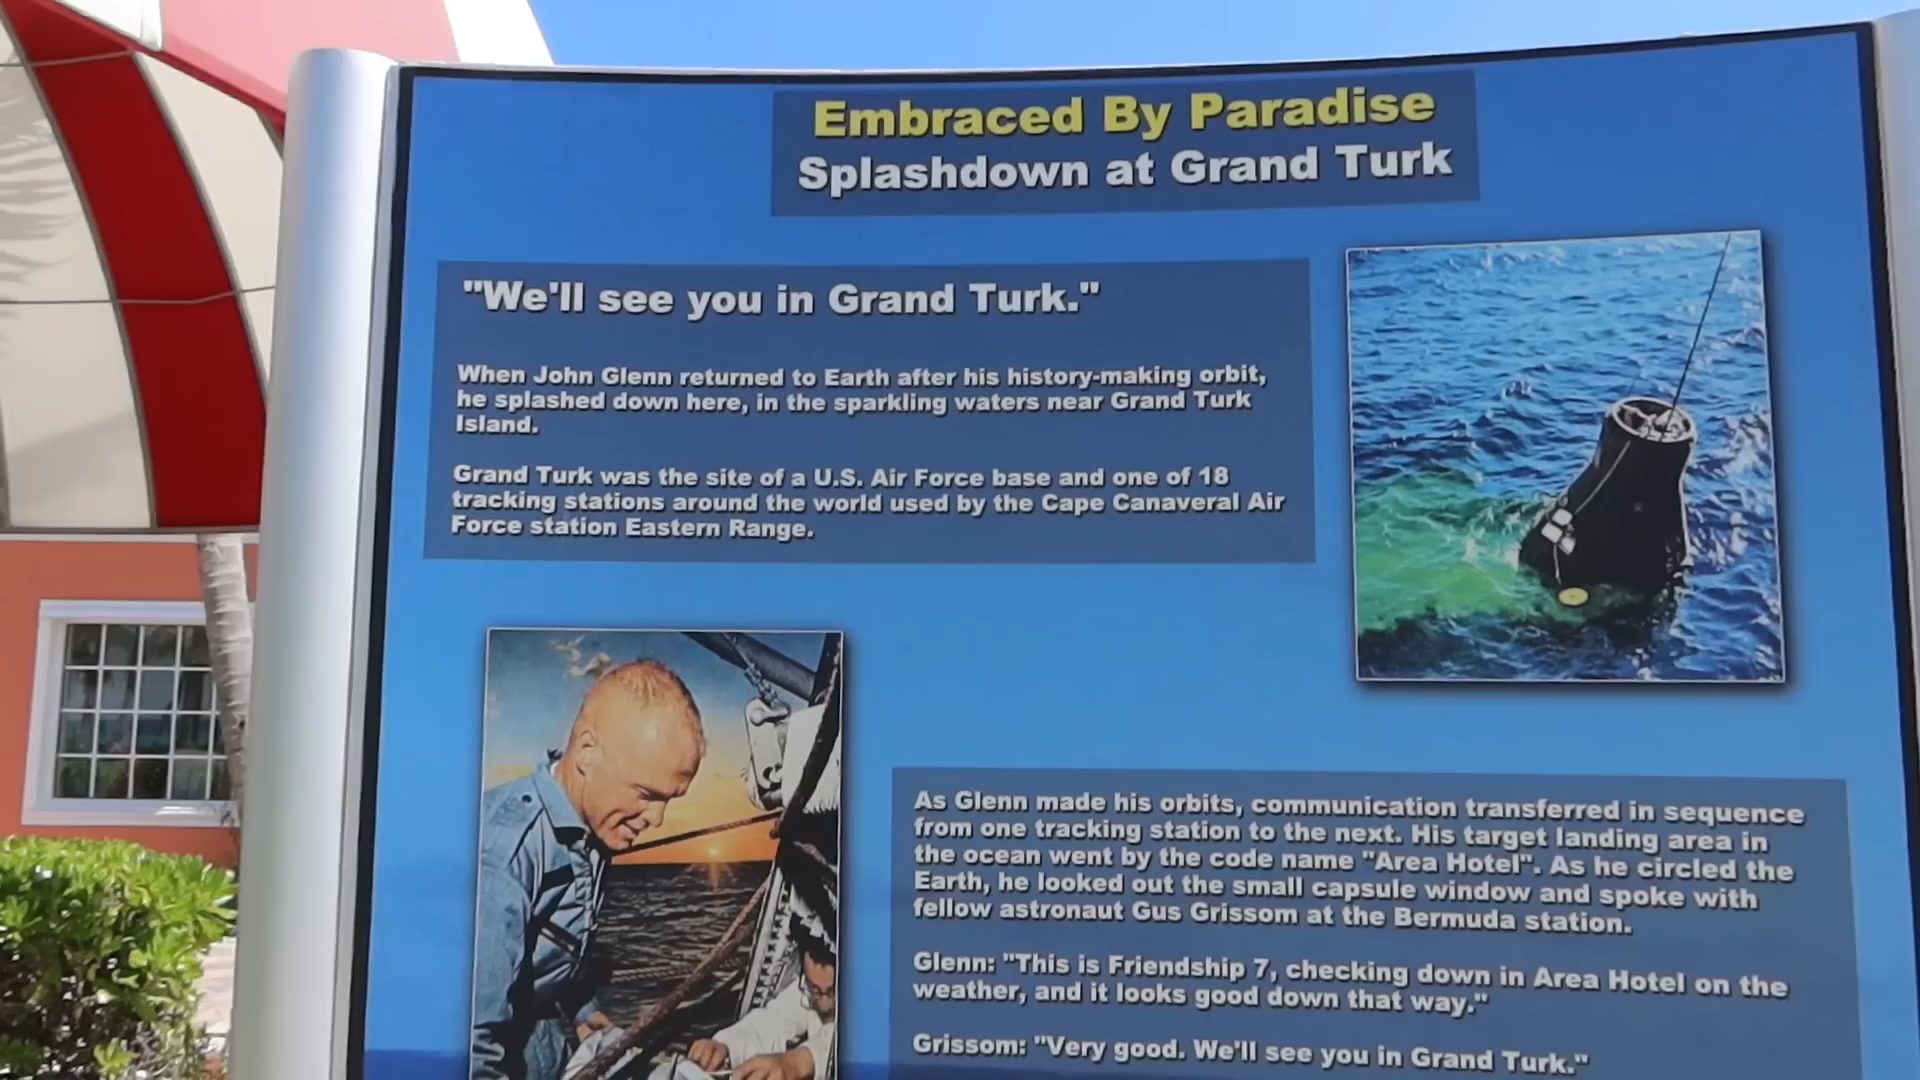 Embraced By Paradise
Splashdown at Grand Turk
"We'll see you in Grand Turk."
When John Glenn returned to Earth after his history-making orbit,
he splashed down here, in the sparkling waters near Grand Turk
Island.
Grand Turk was the site of a U.S. Air Force base and one of 18
tracking stations around the world used by the Cape Canaveral Air
Force station Eastern Range.
As Glenn made his orbits, communication transferred in sequence
from one tracking station to the next. His target landing area in
the ocean went by the code name "Area Hotel". As he circled the
Earth, he looked out the small capsule window and spoke with
fellow astronaut Gus Grissom at the Bermuda station.
Glenn: "This is Friendship 7, checking down in Area Hotel on the
weather, and it looks good down that way."
Grissom: "Very good. We'll see you in Grand Turk."